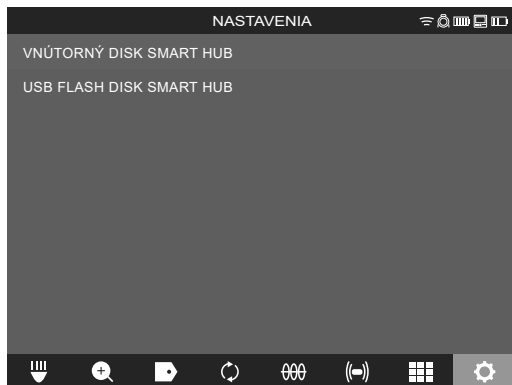 NASTAVENIA
VNÚTORNÝ DISK SMART HUB
USB FLASH DISK SMART HUB